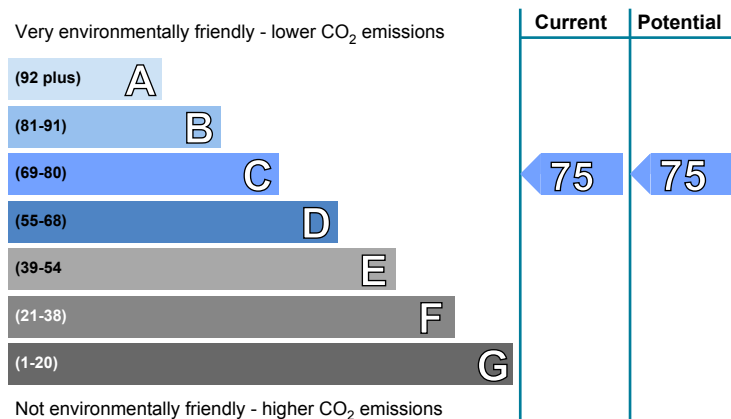 Very environmentally friendly - lower CO₂ emissions
Current
Potential
(92 plus) A
(81-91) B
(69-80) C
75
75
(55-68) D
(39-54 E
(21-38) F
(1-20) G
Not environmentally friendly - higher CO₂ emissions